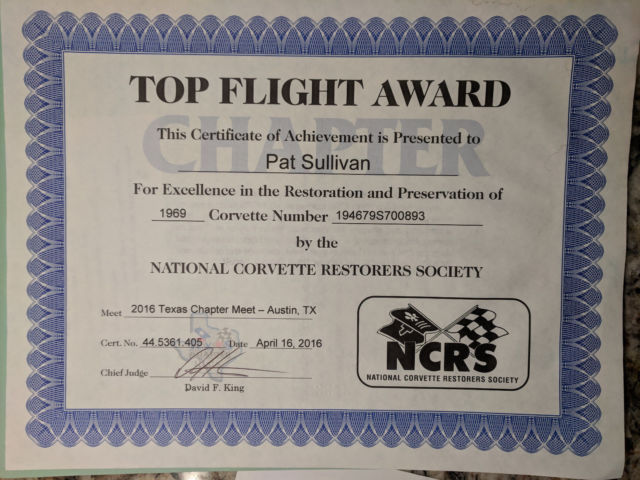 TOP FLIGHT AWARD
CHAPTER
This Certificate of Achievement is Presented to
Pat Sullivan
For Excellence in the Restoration and Preservation of
1969 Corvette Number 194679S700893
by the
NATIONAL CORVETTE RESTORERS SOCIETY
Meet 2016 Texas Chapter Meet – Austin, TX
Cert. No. 44.5361.405 Date April 16, 2016
Chief Judge
David F. King
NCRS
NATIONAL CORVETTE RESTORERS SOCIETY